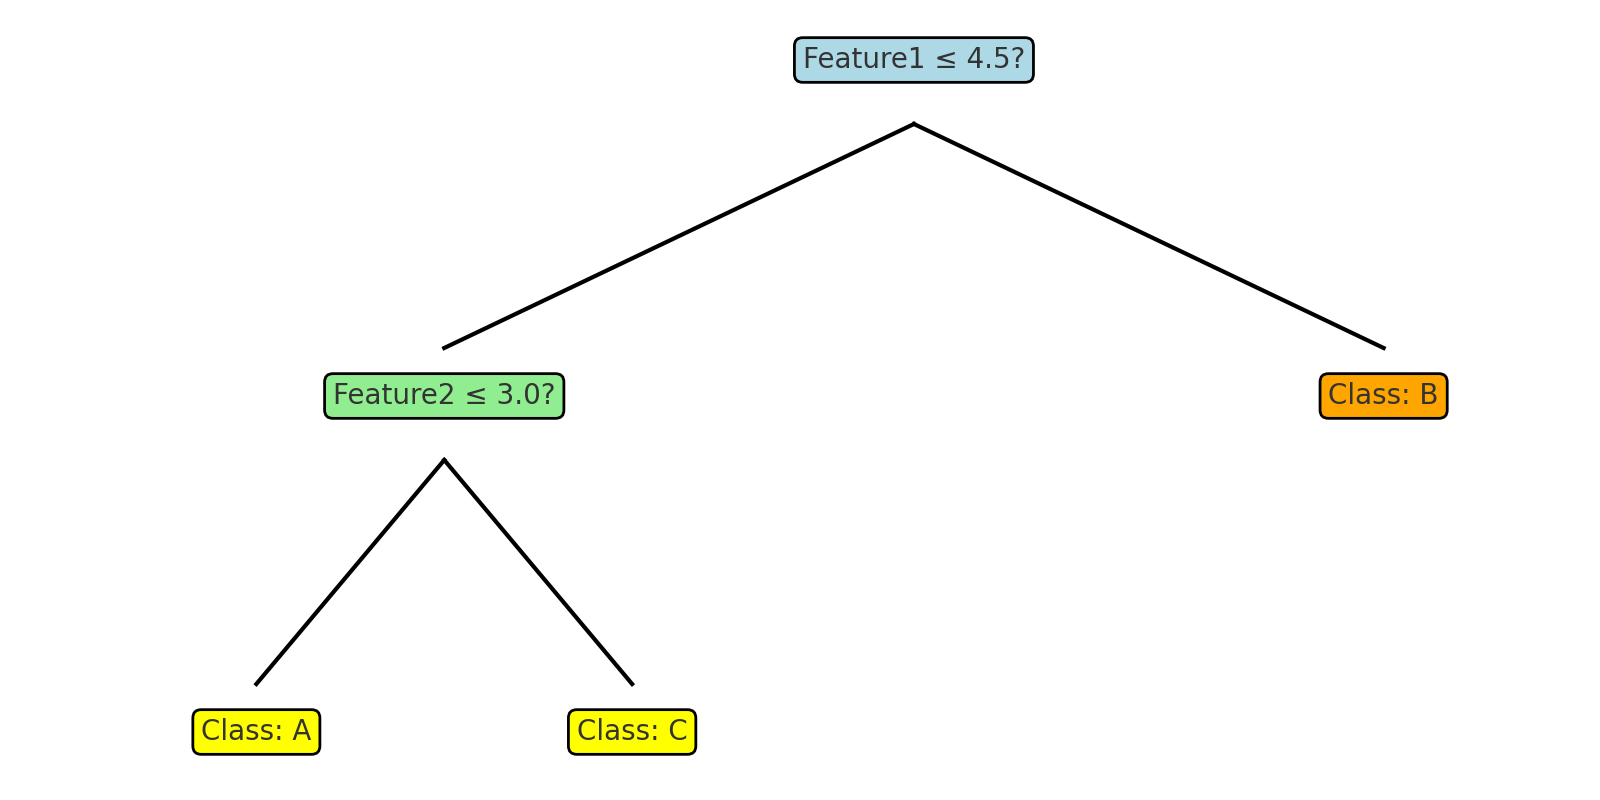 Feature1 ≤ 4.5?
Feature2 ≤ 3.0?
Class: B
Class: A
Class: C